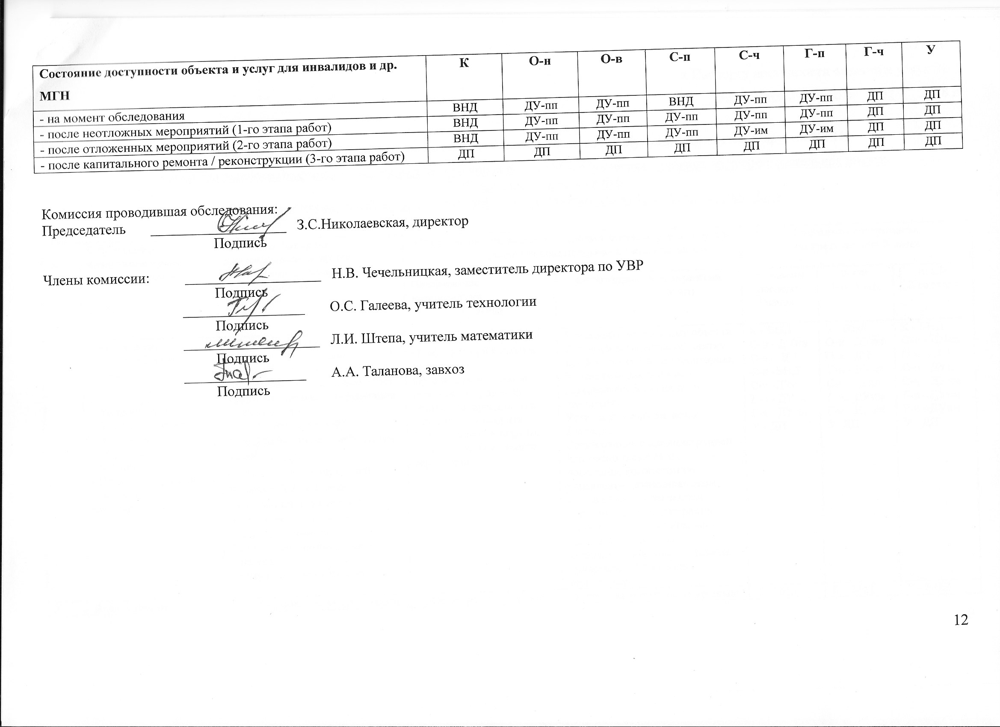 Состояние доступности объекта и услуг для инвалидов и др. К О-н О-в С-п С-ч Г-п Г-ч У
МГН
- на момент обследования ВНД ДУ-пп ДУ-пп ВНД ДУ-пп ДУ-пп ДП ДП
- после неотложных мероприятий (1-го этапа работ) ВНД ДУ-пп ДУ-пп ДУ-пп ДУ-пп ДУ-пп ДП ДП
- после отложенных мероприятий (2-го этапа работ) ВНД ДУ-пп ДУ-пп ДУ-пп ДУ-им ДУ-им ДП ДП
- после капитального ремонта / реконструкции (3-го этапа работ) ДП ДП ДП ДП ДП ДП ДП ДП
Комиссия проводившая обследования:
Председатель З.С.Николаевская, директор
Подпись
Члены комиссии: Н.В. Чечельницкая, заместитель директора по УВР
Подпись
О.С. Галеева, учитель технологии
Подпись
Л.И. Штепа, учитель математики
Подпись
А.А. Таланова, завхоз
Подпись
12